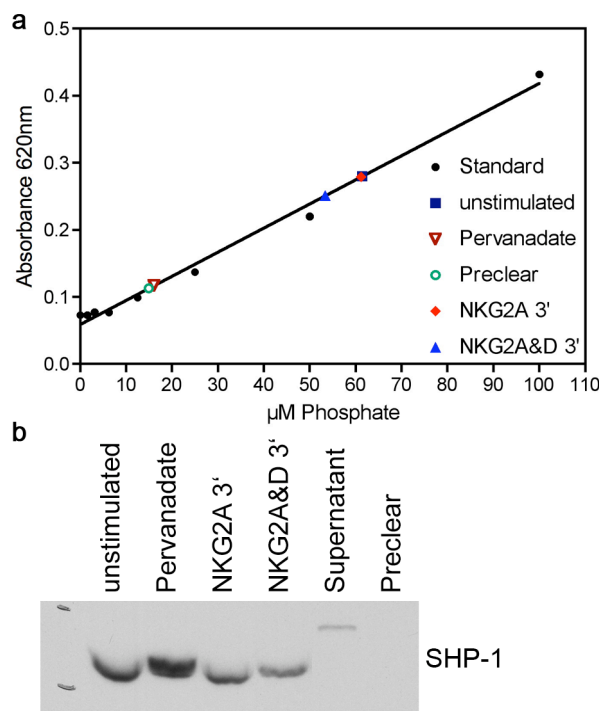 a
Absorbance 620nm
0.5
0.4
0.3
0.2
0.1
0.0
Standard
unstimulated
Pervanadate
Preclear
NKG2A 3'
NKG2A&D 3'
0 10 20 30 40 50 60 70 80 90 100 110
µM Phosphate
b
unstimulated
Pervanadate
NKG2A 3‘
NKG2A&D 3‘
Supernatant
Preclear
SHP-1